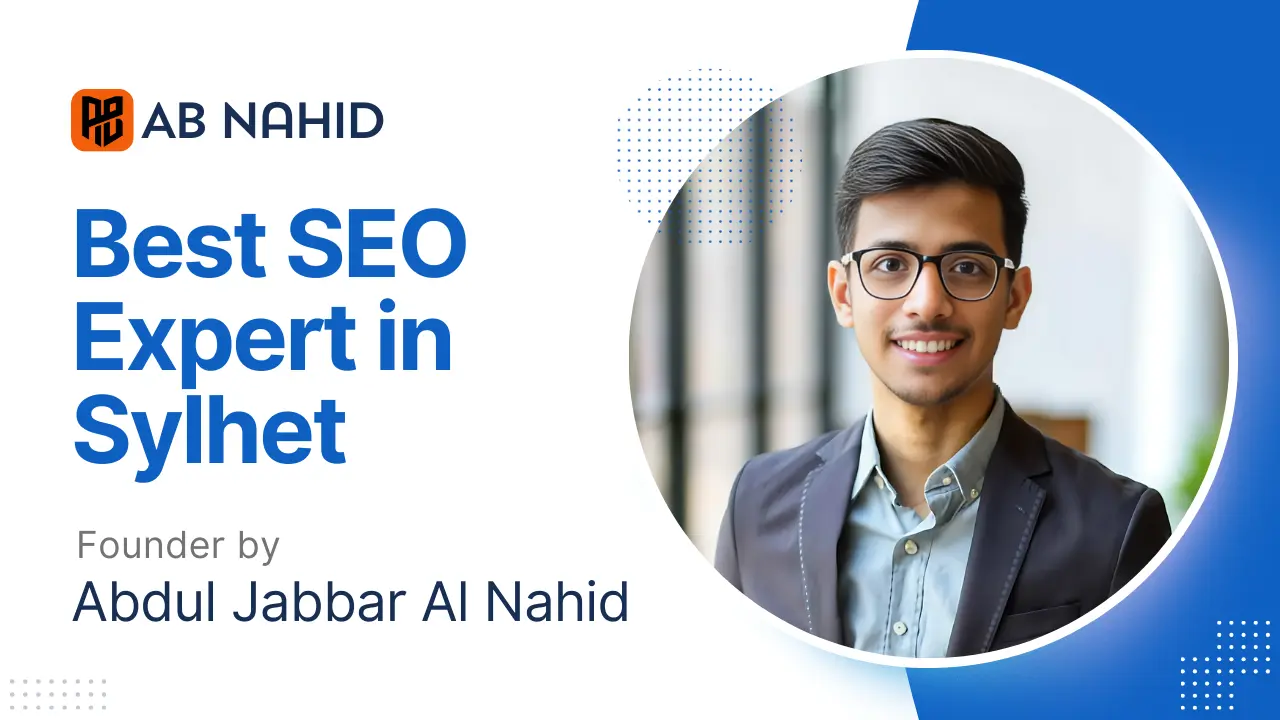 AB NAHID
Best SEO
Expert in
Sylhet
Founder by
Abdul Jabbar Al Nahid